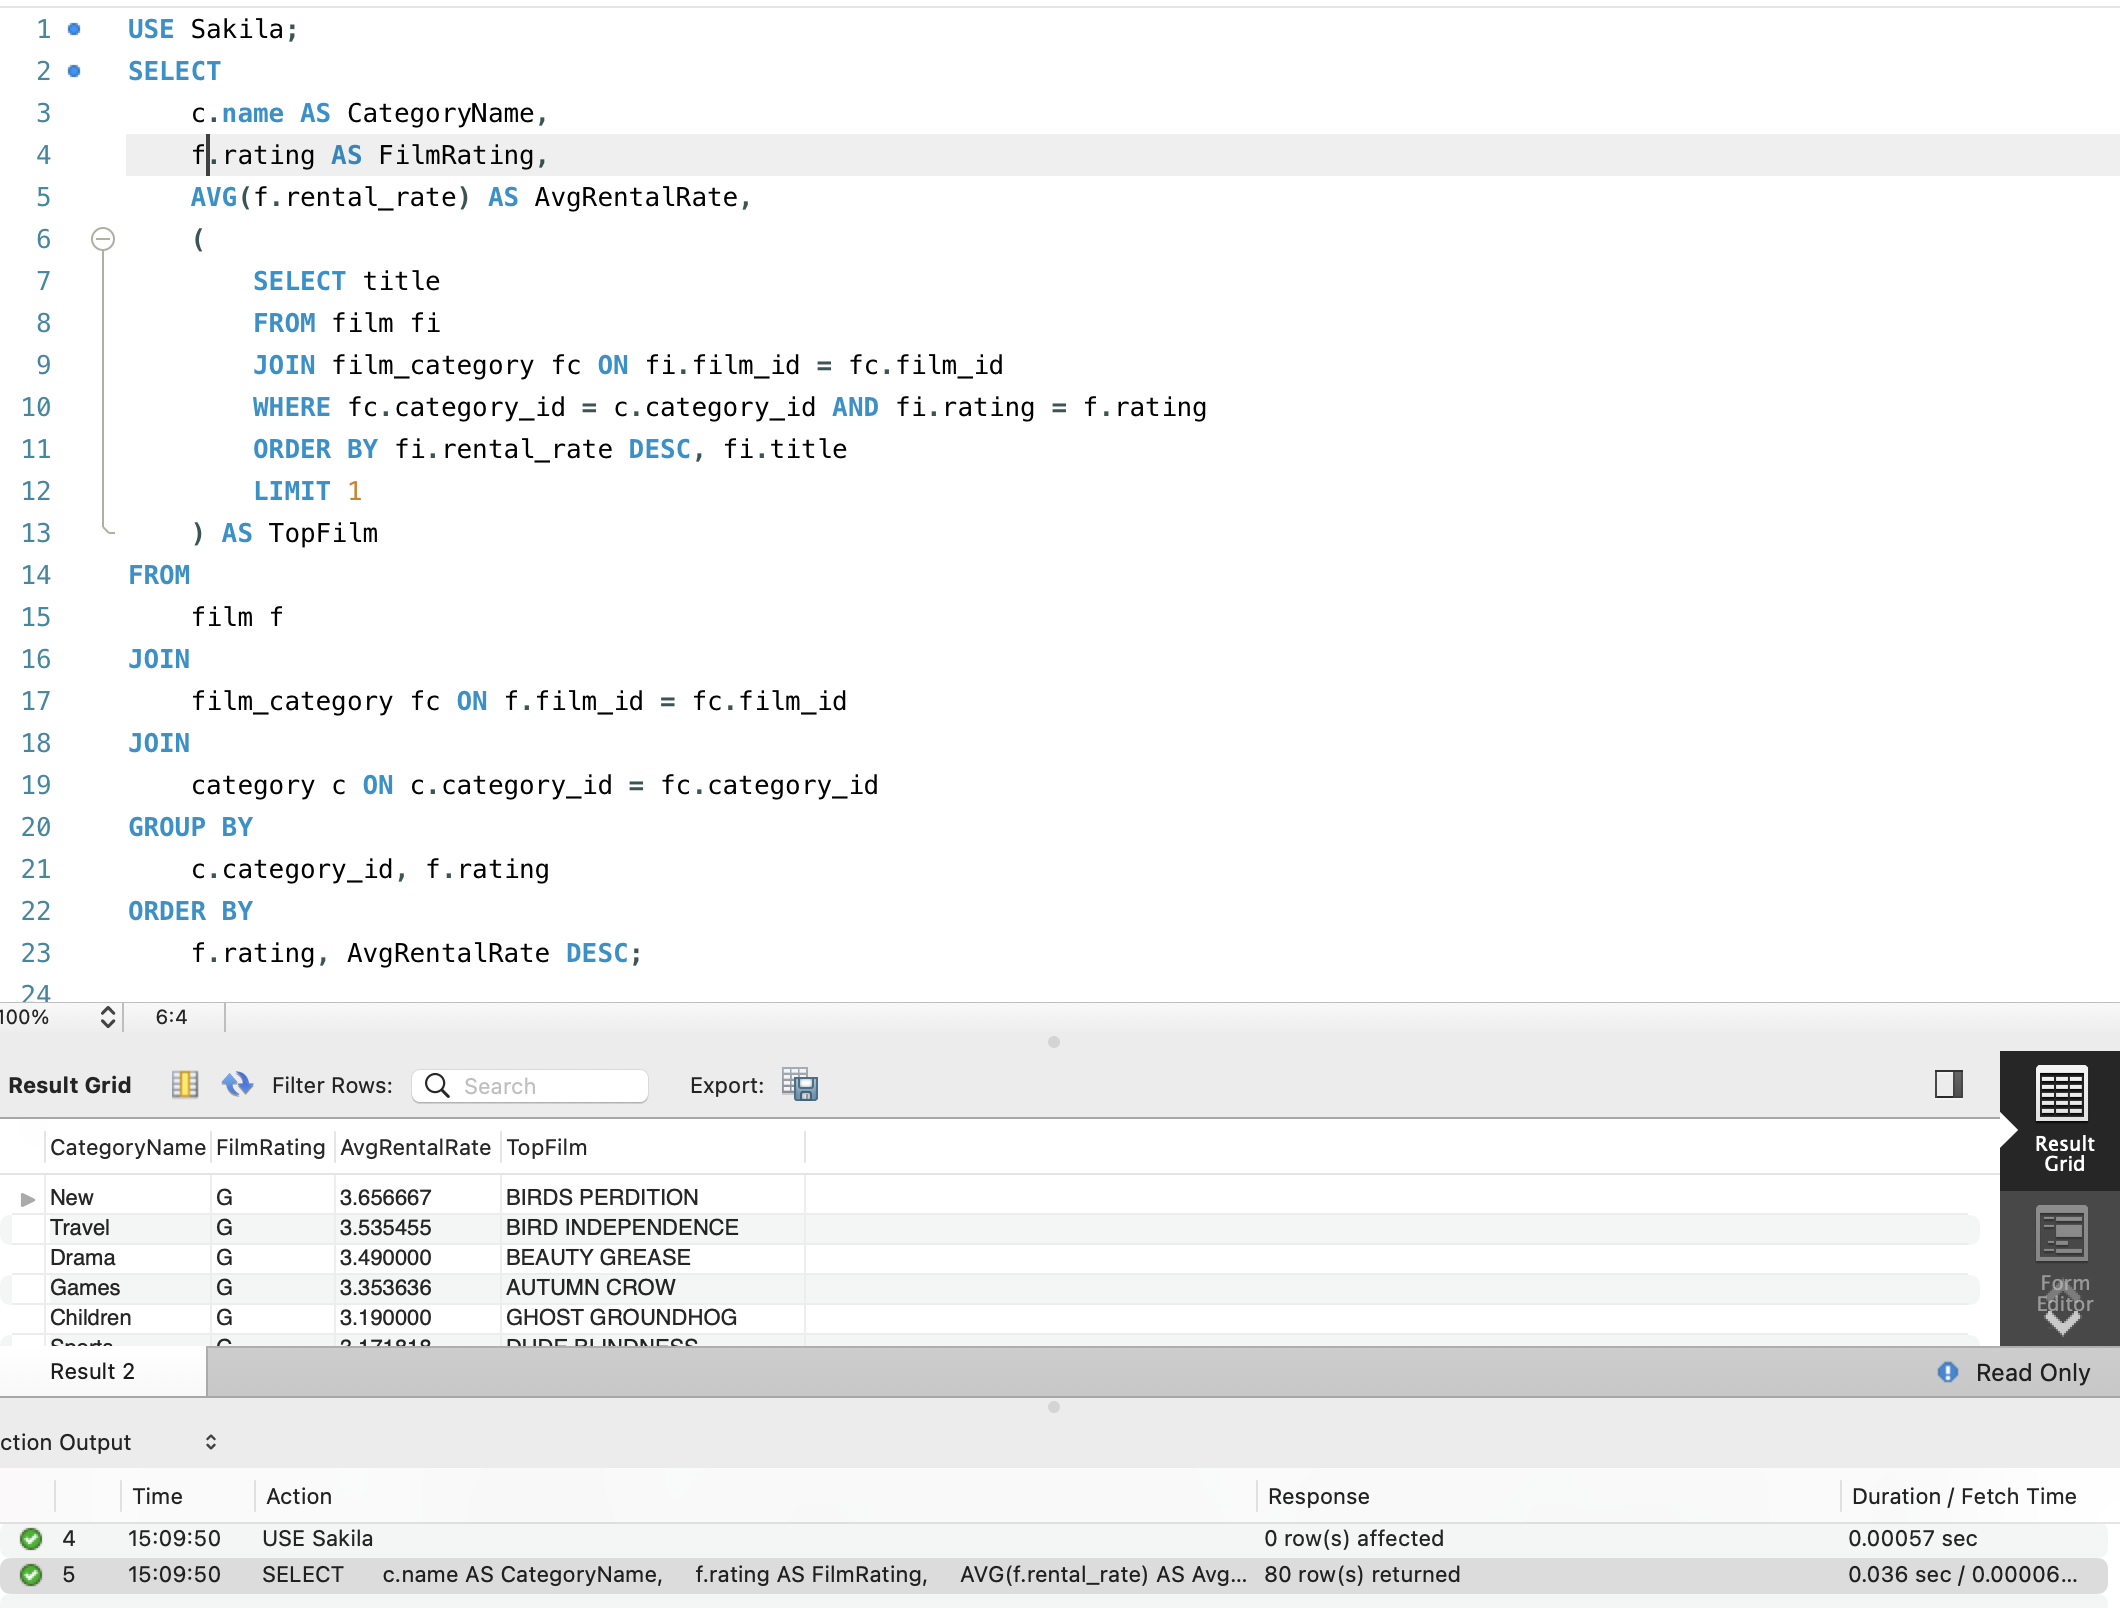 1 USE Sakila;
2 SELECT
3 c.name AS CategoryName,
4 f.rating AS FilmRating,
5 AVG(f.rental_rate) AS AvgRentalRate,
6 (
7 SELECT title
8 FROM film fi
9 JOIN film_category fc ON fi.film_id = fc.film_id
10 WHERE fc.category_id = c.category_id AND fi.rating = f.rating
11 ORDER BY fi.rental_rate DESC, fi.title
12 LIMIT 1
13 ) AS TopFilm
14 FROM
15 film f
16 JOIN
17 film_category fc ON f.film_id = fc.film_id
18 JOIN
19 category c ON c.category_id = fc.category_id
20 GROUP BY
21 c.category_id, f.rating
22 ORDER BY
23 f.rating, AvgRentalRate DESC;
24
100% 6:4
Result Grid Filter Rows: Search Export:
Result
Grid
Form
Editor
CategoryName FilmRating AvgRentalRate TopFilm
New G 3.656667 BIRDS PERDITION
Travel G 3.535455 BIRD INDEPENDENCE
Drama G 3.490000 BEAUTY GREASE
Games G 3.353636 AUTUMN CROW
Children G 3.190000 GHOST GROUNDHOG
Sports G 3.171818 DUDE BLINDNESS
Result 2 Read Only
ction Output
Time Action Response Duration / Fetch Time
4 15:09:50 USE Sakila 0 row(s) affected 0.00057 sec
5 15:09:50 SELECT c.name AS CategoryName, f.rating AS FilmRating, AVG(f.rental_rate) AS Avg... 80 row(s) returned 0.036 sec / 0.00006...